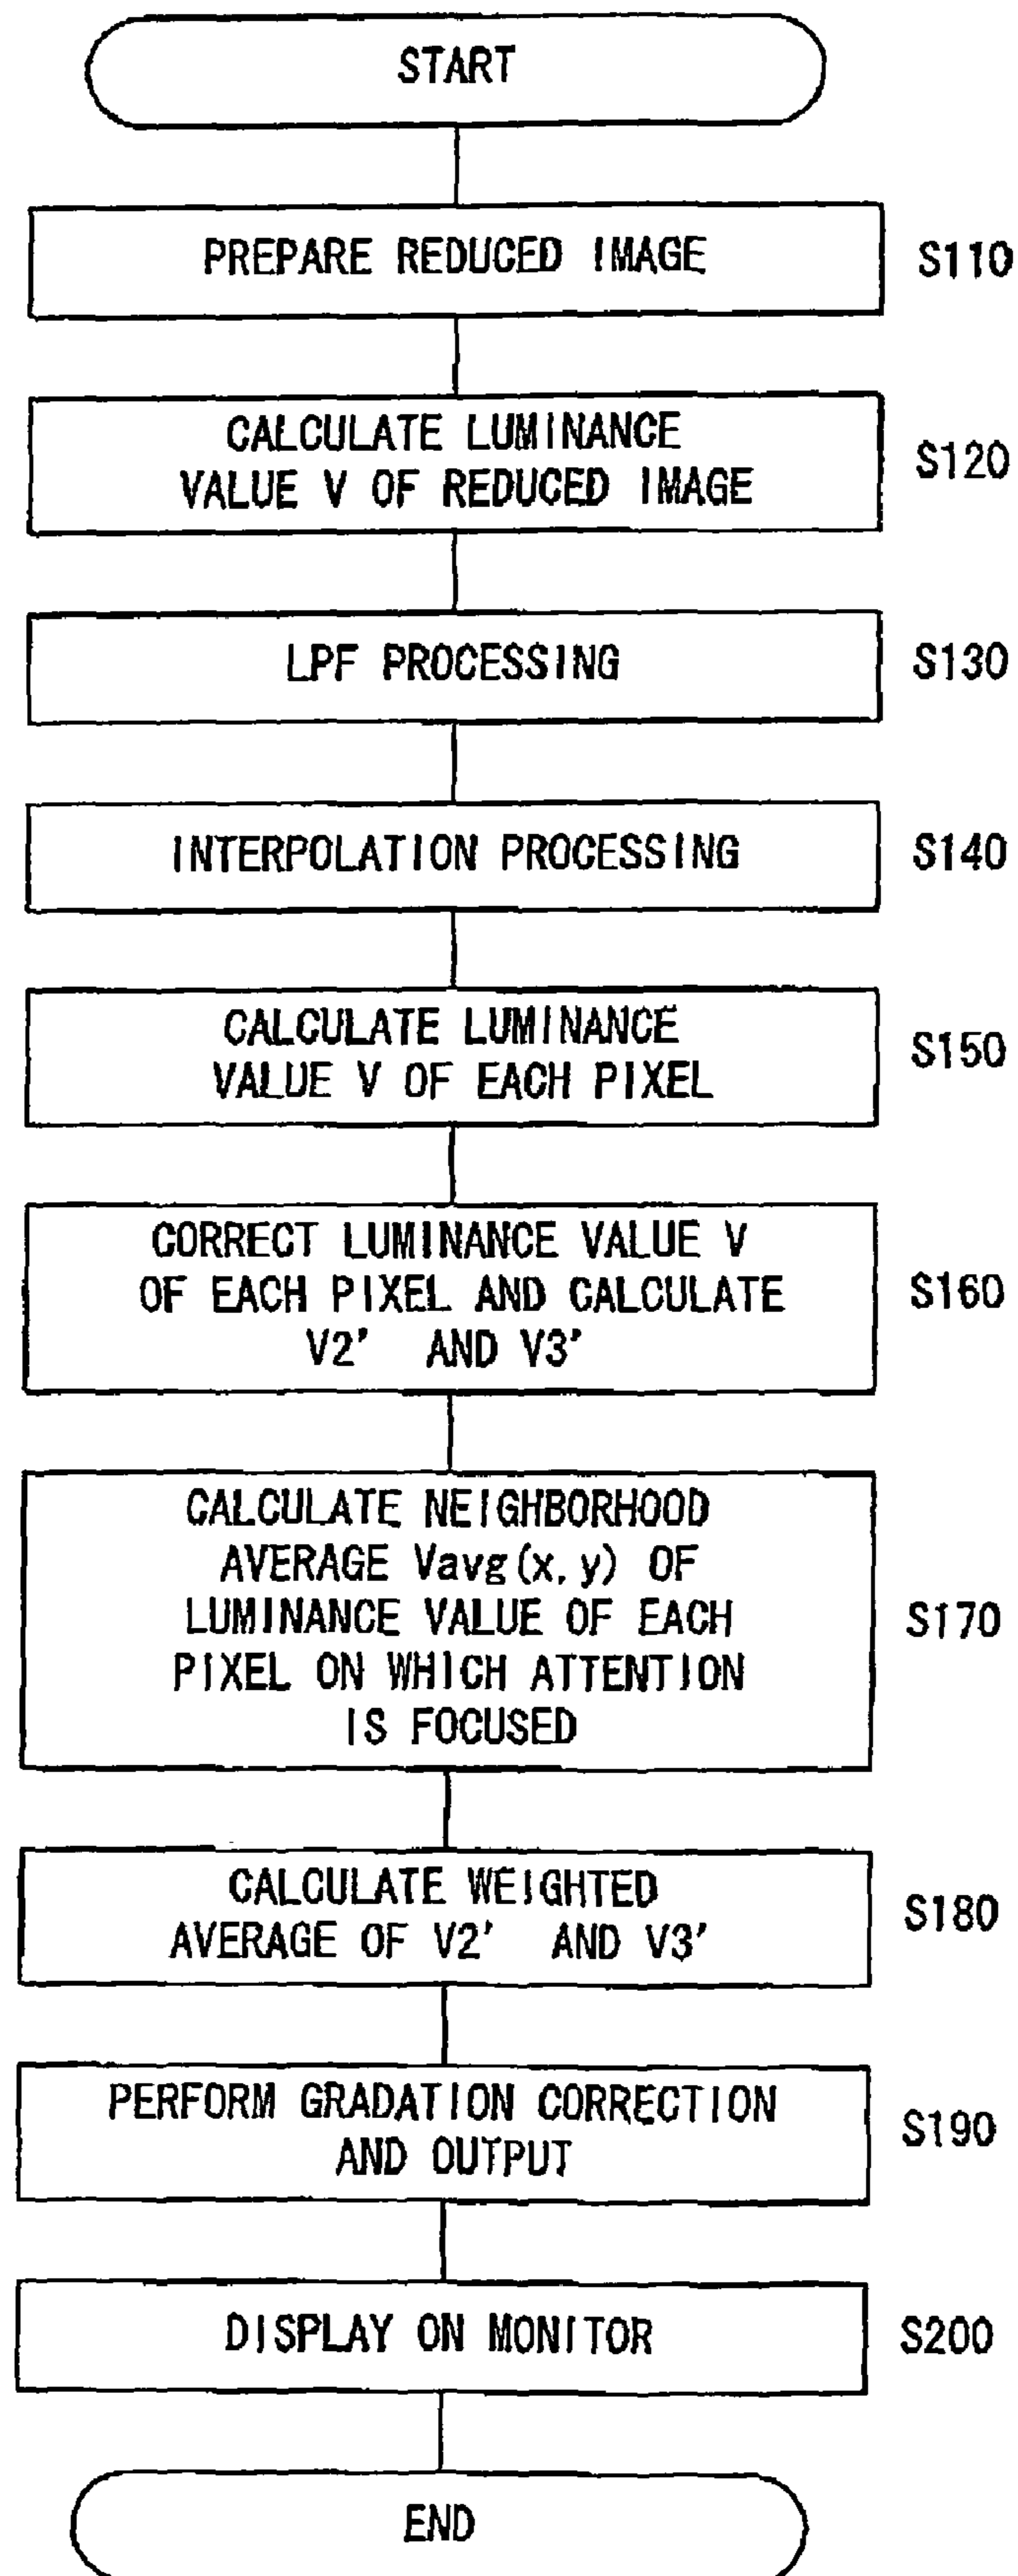 START
PREPARE REDUCED IMAGE
S110
CALCULATE LUMINANCE
VALUE V OF REDUCED IMAGE
S120
LPF PROCESSING
S130
INTERPOLATION PROCESSING
S140
CALCULATE LUMINANCE
VALUE V OF EACH PIXEL
S150
CORRECT LUMINANCE VALUE V
OF EACH PIXEL AND CALCULATE
V2' AND V3'
S160
CALCULATE NEIGHBORHOOD
AVERAGE Vavg(x,y) OF
LUMINANCE VALUE OF EACH
PIXEL ON WHICH ATTENTION
IS FOCUSED
S170
CALCULATE WEIGHTED
AVERAGE OF V2' AND V3'
S180
PERFORM GRADATION CORRECTION
AND OUTPUT
S190
DISPLAY ON MONITOR
S200
END